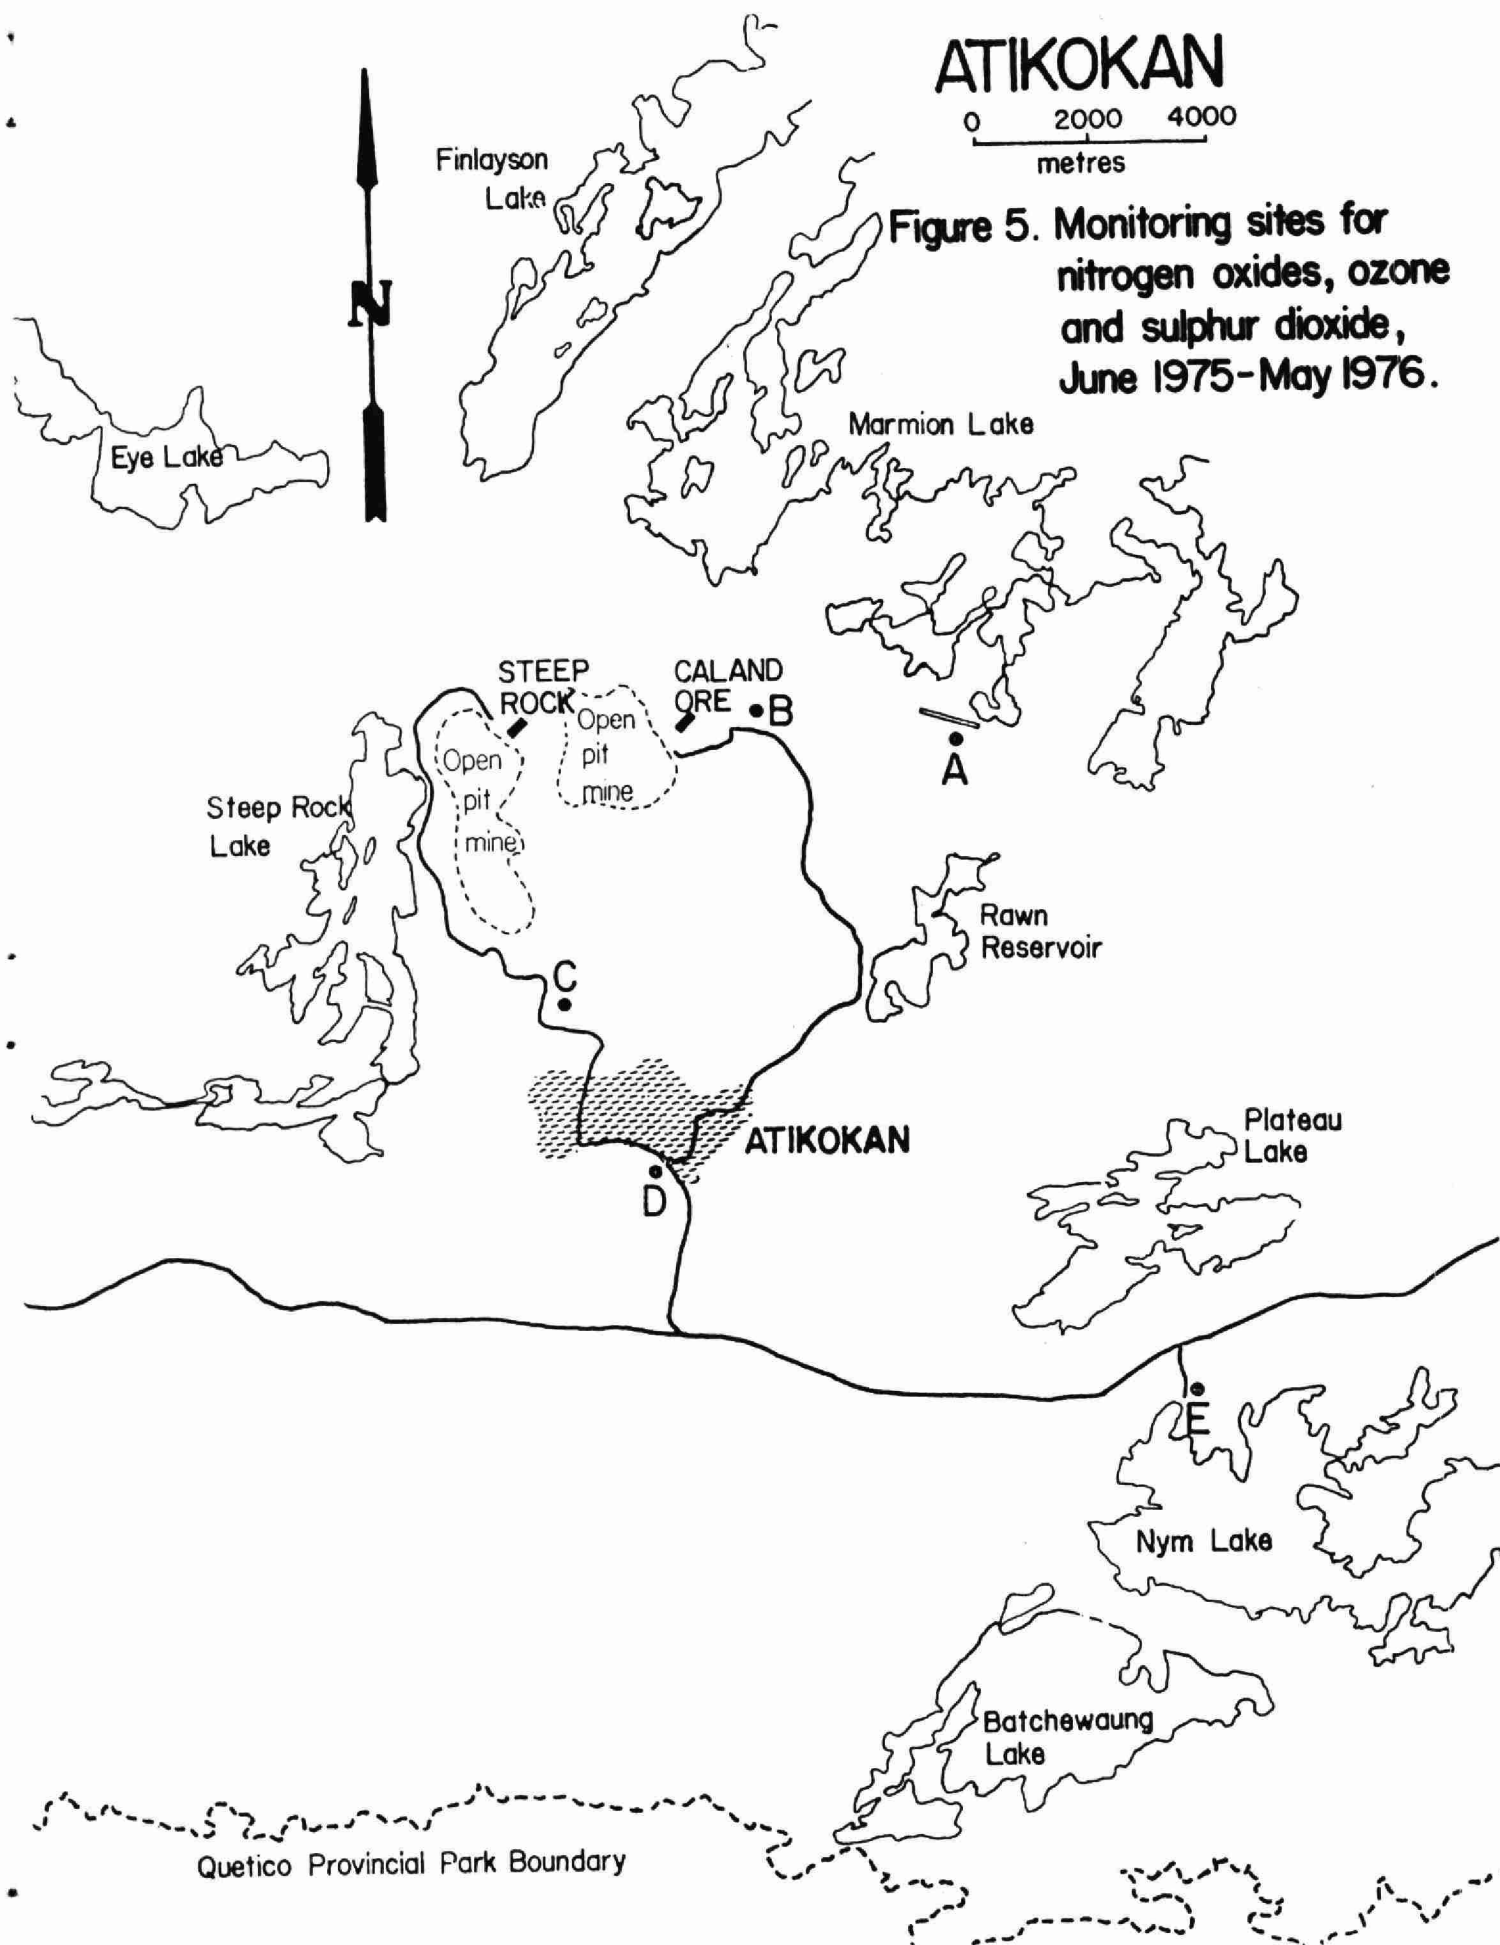 ATIKOKAN
0 2000 4000
metres
Figure 5. Monitoring sites for
nitrogen oxides, ozone
and sulphur dioxide,
June 1975-May 1976.
Finlayson
Lake
N
Eye Lake
Marmion Lake
STEEP
ROCK
CALAND
ORE
B
Open
pit
mine
Open
pit
mine
A
Steep Rock
Lake
Rawn
Reservoir
C
ATIKOKAN
D
Plateau
Lake
E
Nym Lake
Batchewaung
Lake
Quetico Provincial Park Boundary